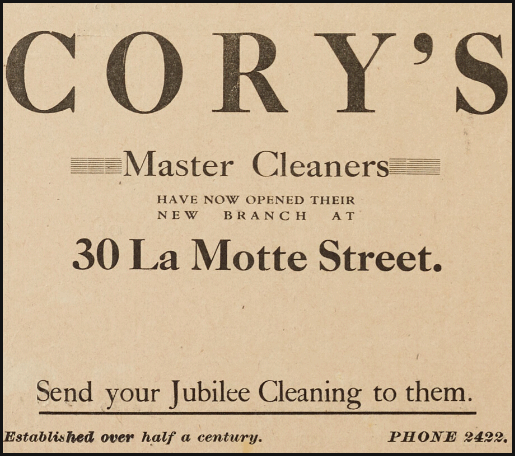 CORY'S
Master Cleaners
HAVE NOW OPENED THEIR
NEW BRANCH AT
30 La Motte Street.
Send your Jubilee Cleaning to them.
Established over half a century. PHONE 2422.